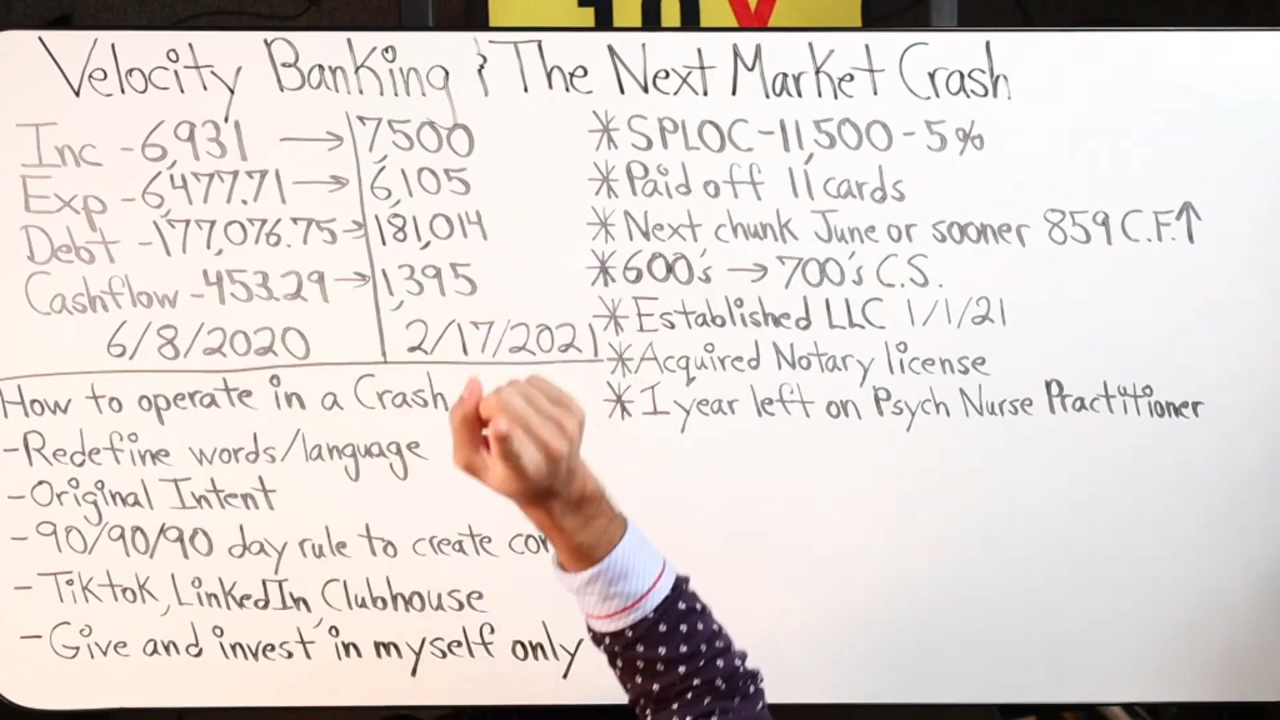 10X
Velocity Banking & The Next Market Crash
Inc - 6,931 → 7500
Exp - 6,477.71 → 6,105
Debt - 177,076.75 → 181,014
Cashflow - 453.29 → 1,395
6/8/2020 2/17/2021
* SPLOC - 11,500 - 5%
* Paid off 11 cards
* Next chunk June or sooner 859 C.F.↑
* 600's → 700's C.S.
* Established LLC 1/1/21
* Acquired Notary license
* 1 year left on Psych Nurse Practitioner
How to operate in a Crash
- Redefine words/language
- Original Intent
- 90/90/90 day rule to create
- Tiktok, LinkedIn, Clubhouse
- Give and invest in myself only